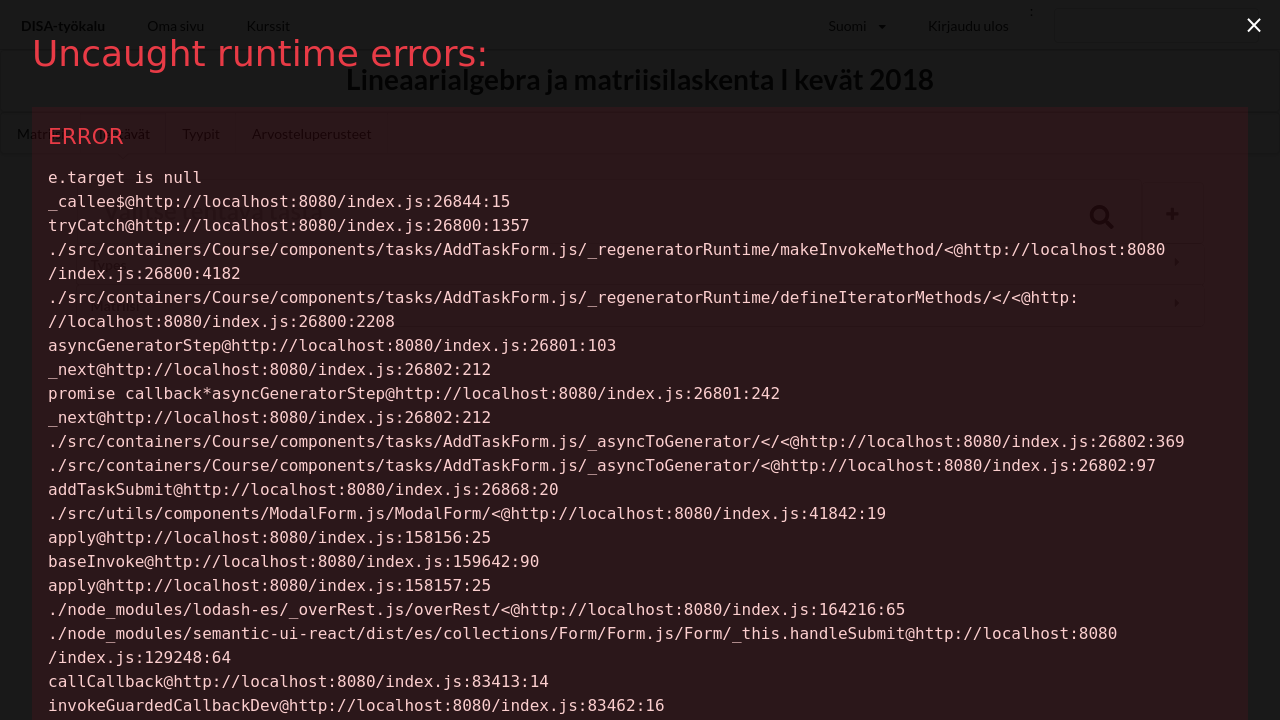 DISA-työkalu Oma sivu Kurssit Suomi Kirjaudu ulos
Uncaught runtime errors:
Lineaarialgebra ja matriisilaskenta I kevät 2018
Tyypit Arvosteluperusteet
ERROR
e.target is null
_callee$@http://localhost:8080/index.js:26844:15
tryCatch@http://localhost:8080/index.js:26800:1357
./src/containers/Course/components/tasks/AddTaskForm.js/_regeneratorRuntime/makeInvokeMethod/<@http://localhost:8080
/index.js:26800:4182
./src/containers/Course/components/tasks/AddTaskForm.js/_regeneratorRuntime/defineIteratorMethods/</<@http:
//localhost:8080/index.js:26800:2208
asyncGeneratorStep@http://localhost:8080/index.js:26801:103
_next@http://localhost:8080/index.js:26802:212
promise callback*asyncGeneratorStep@http://localhost:8080/index.js:26801:242
_next@http://localhost:8080/index.js:26802:212
./src/containers/Course/components/tasks/AddTaskForm.js/_asyncToGenerator/</<@http://localhost:8080/index.js:26802:369
./src/containers/Course/components/tasks/AddTaskForm.js/_asyncToGenerator/<@http://localhost:8080/index.js:26802:97
addTaskSubmit@http://localhost:8080/index.js:26868:20
./src/utils/components/ModalForm.js/ModalForm/<@http://localhost:8080/index.js:41842:19
apply@http://localhost:8080/index.js:158156:25
baseInvoke@http://localhost:8080/index.js:159642:90
apply@http://localhost:8080/index.js:158157:25
./node_modules/lodash-es/_overRest.js/overRest/<@http://localhost:8080/index.js:164216:65
./node_modules/semantic-ui-react/dist/es/collections/Form/Form.js/Form/_this.handleSubmit@http://localhost:8080
/index.js:129248:64
callCallback@http://localhost:8080/index.js:83413:14
invokeGuardedCallbackDev@http://localhost:8080/index.js:83462:16